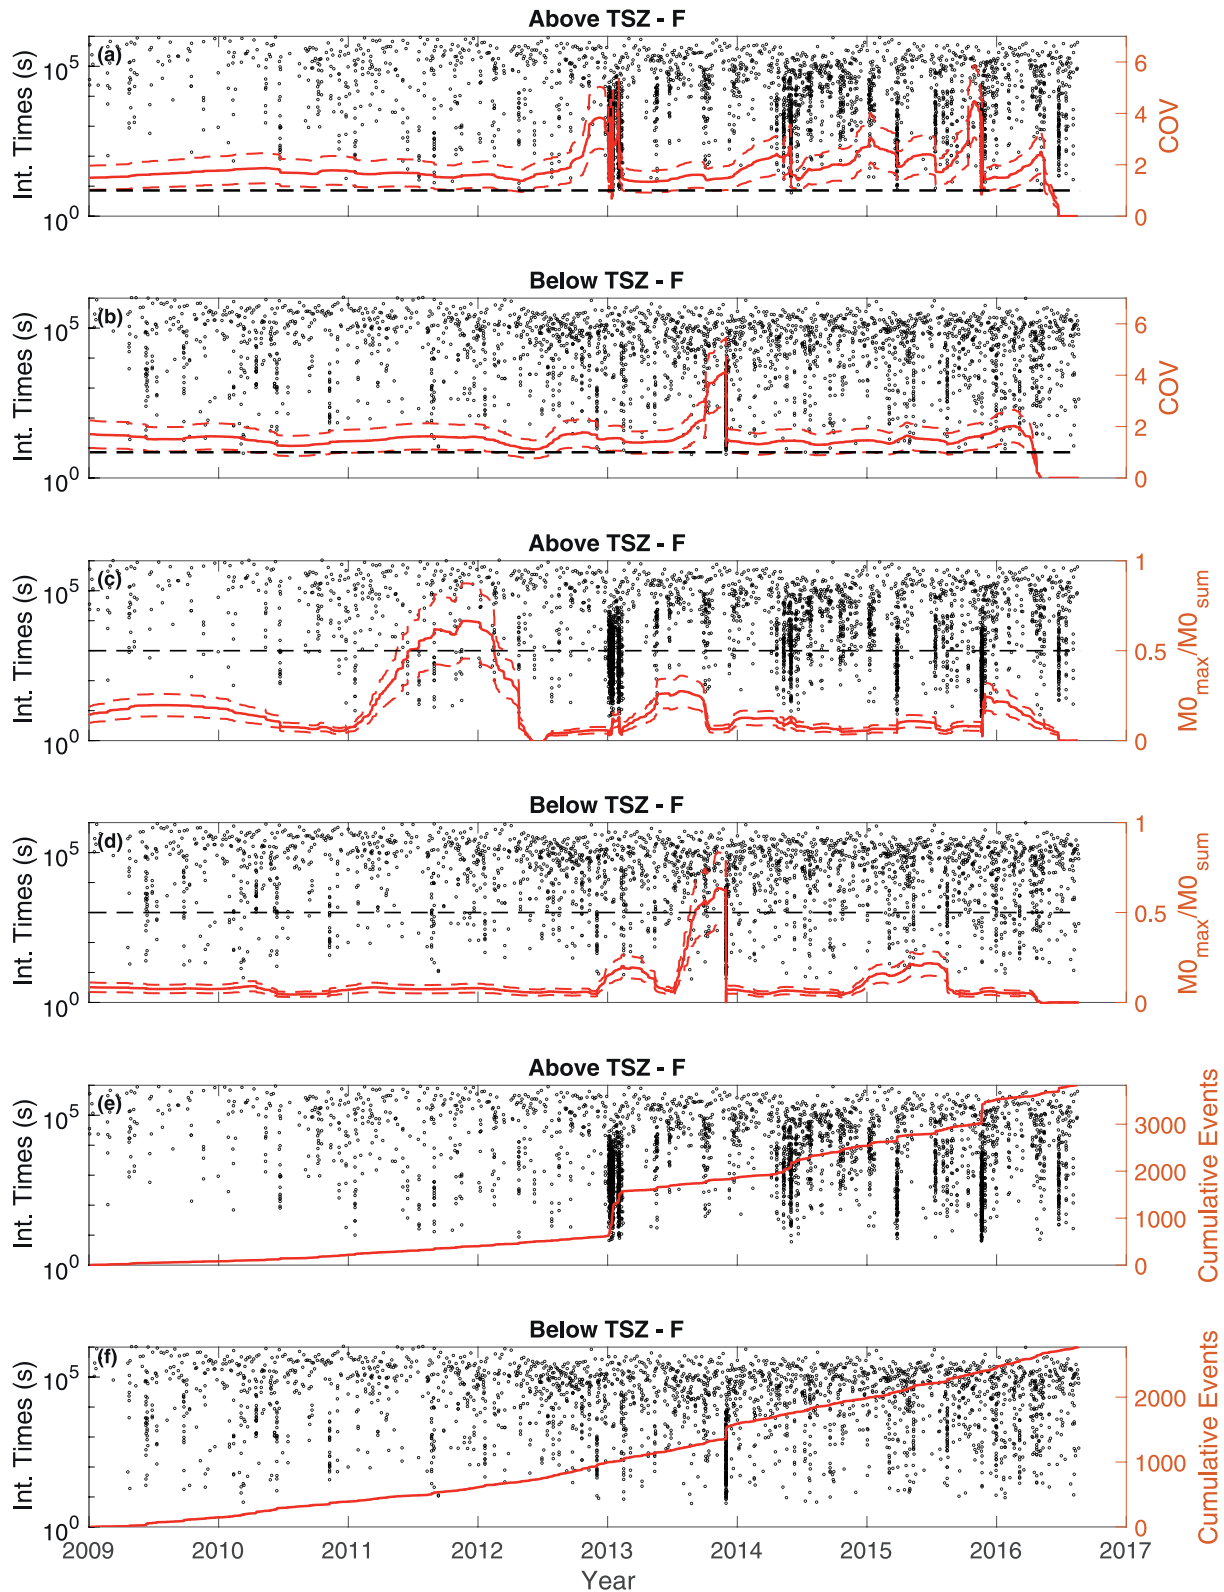 Above TSZ - F
(a)
Int. Times (s)
10^5
10^0
6
4
2
0
COV
Below TSZ - F
(b)
Int. Times (s)
10^5
10^0
6
4
2
0
COV
Above TSZ - F
(c)
Int. Times (s)
10^5
10^0
1
0.5
0
M0_max/M0_sum
Below TSZ - F
(d)
Int. Times (s)
10^5
10^0
1
0.5
0
M0_max/M0_sum
Above TSZ - F
(e)
Int. Times (s)
10^5
10^0
3000
2000
1000
0
Cumulative Events
Below TSZ - F
(f)
Int. Times (s)
10^5
10^0
2000
1000
0
Cumulative Events
2009 2010 2011 2012 2013 2014 2015 2016 2017
Year